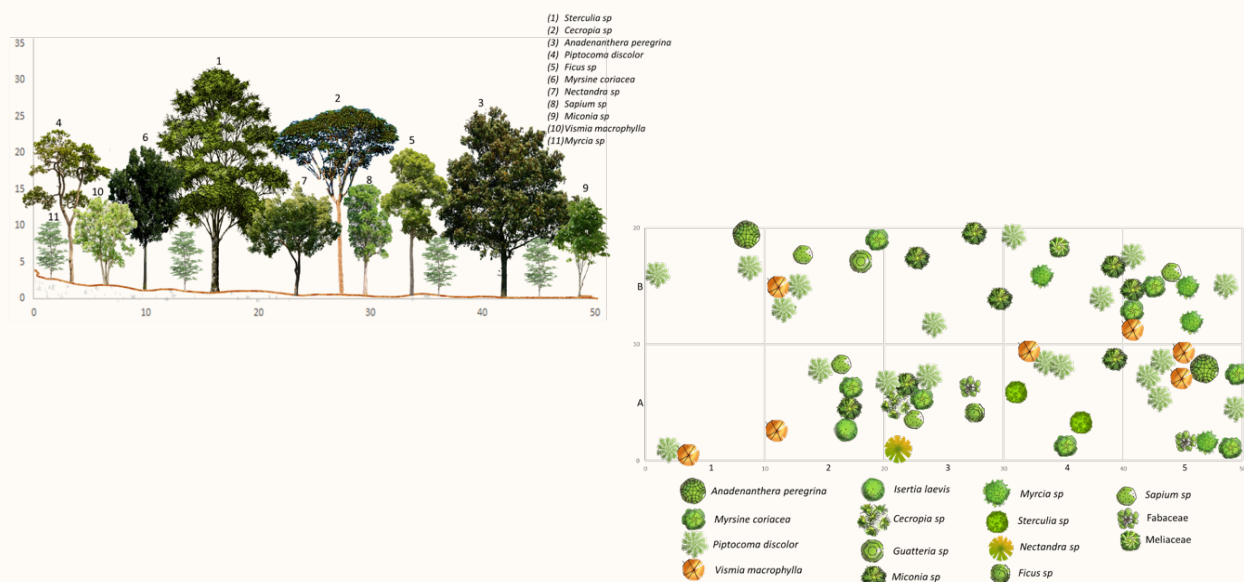 (1) Sterculia sp
(2) Cecropia sp
(3) Anadenanthera peregrina
(4) Piptocoma discolor
(5) Ficus sp
(6) Myrsine coriacea
(7) Nectandra sp
(8) Sapium sp
(9) Miconia sp
(10) Vismia macrophylla
(11) Myrcia sp
35
30
25
20
15
10
5
0
1
2
3
4
6
5
7
8
10
9
11
0 10 20 30 40 50
20
B
10
A
0
0 1 10 2 20 3 30 4 40 5 50
Anadenanthera peregrina
Myrsine coriacea
Piptocoma discolor
Vismia macrophylla
Isertia laevis
Cecropia sp
Guatteria sp
Miconia sp
Myrcia sp
Sterculia sp
Nectandra sp
Ficus sp
Sapium sp
Fabaceae
Meliaceae